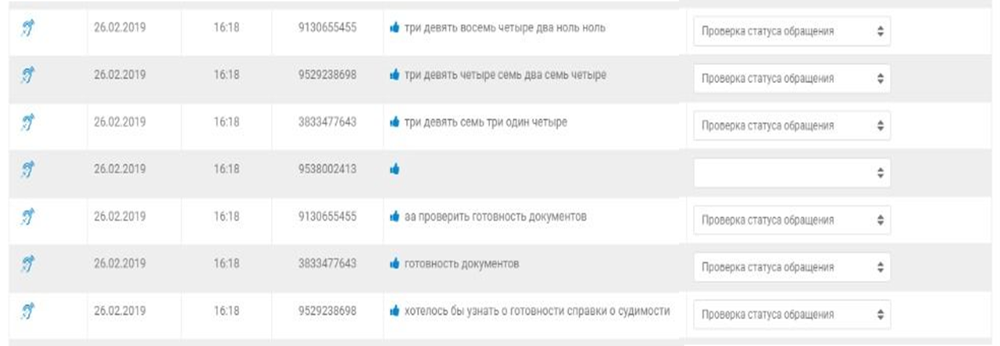 26.02.2019 16:18 9130655455 три девять восемь четыре два ноль ноль Проверка статуса обращения
26.02.2019 16:18 9529238698 три девять четыре семь два семь четыре Проверка статуса обращения
26.02.2019 16:18 3833477643 три девять семь три один четыре Проверка статуса обращения
26.02.2019 16:18 9538002413
26.02.2019 16:18 9130655455 аа проверить готовность документов Проверка статуса обращения
26.02.2019 16:18 3833477643 готовность документов Проверка статуса обращения
26.02.2019 16:18 9529238698 хотелось бы узнать о готовности справки о судимости Проверка статуса обращения